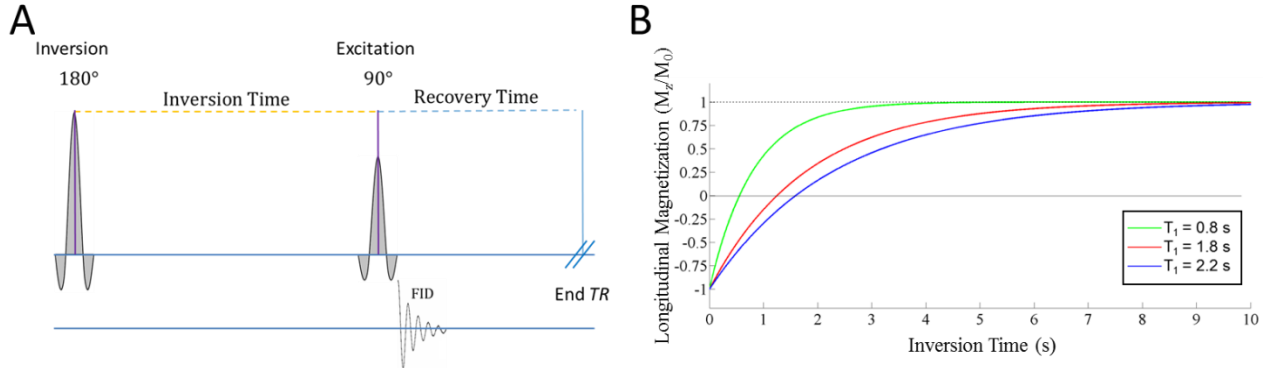 A
Inversion
180°
Excitation
90°
Inversion Time
Recovery Time
FID
End TR
B
Longitudinal Magnetization (Mz/M0)
1
0.75
0.5
0.25
0
-0.25
-0.5
-0.75
-1
0 1 2 3 4 5 6 7 8 9 10
Inversion Time (s)
T1 = 0.8 s
T1 = 1.8 s
T1 = 2.2 s